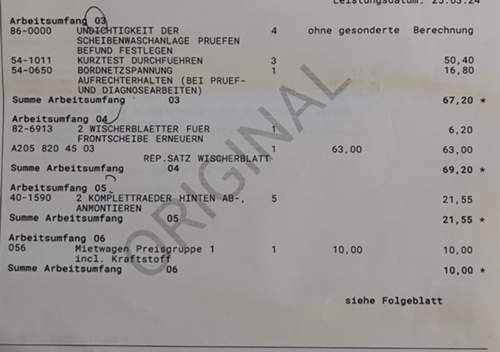 Leistungsdatum: 25.03.24
Arbeitsumfang 03
86-0000 UNDICHTIGKEIT DER 4 ohne gesonderte Berechnung
SCHEIBENWASCHANLAGE PRUEFEN
BEFUND FESTLEGEN
54-1011 KURZTEST DURCHFUEHREN 3 50,40
54-0650 BORDNETZSPANNUNG 1 16,80
AUFRECHTERHALTEN (BEI PRUEF-
UND DIAGNOSEARBEITEN)
Summe Arbeitsumfang 03 67,20 *
Arbeitsumfang 04
82-6913 2 WISCHERBLAETTER FUER 1 6,20
FRONTSCHEIBE ERNEUERN
A205 820 45 03 1 63,00 63,00
REP.SATZ WISCHERBLATT
Summe Arbeitsumfang 04 69,20 *
Arbeitsumfang 05
40-1590 2 KOMPLETTRAEDER HINTEN AB-, 5 21,55
ANMONTIEREN
Summe Arbeitsumfang 05 21,55 *
Arbeitsumfang 06
056 Mietwagen Preisgruppe 1 1 10,00 10,00
incl. Kraftstoff
Summe Arbeitsumfang 06 10,00 *
siehe Folgeblatt
ORIGINAL